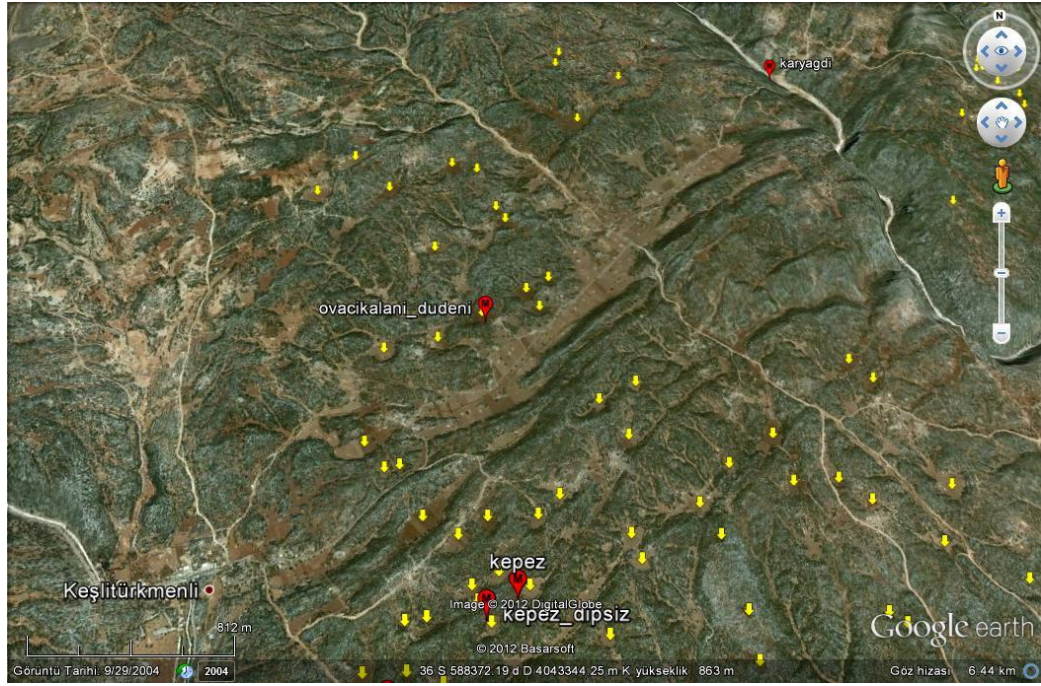 N
karyagdi
ovacikalani_dudeni
kepez
Keşlitürkmenli
Image © 2012 DigitalGlobe
kepez_dipsiz
812 m
Google earth
© 2012 Basarsoft
Görüntü Tarihi: 9/29/2004 2004 36 S 588372.19 d D 4043344.25 m K yükseklik 863 m Göz hizası 6.44 km